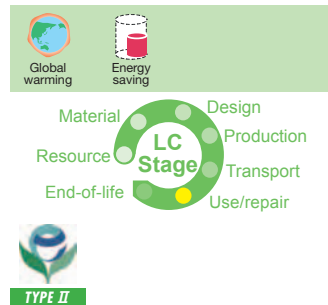 Global
warming
Energy
saving
Material
Design
Production
LC
Stage
Resource
Transport
End-of-life
Use/repair
TYPE II